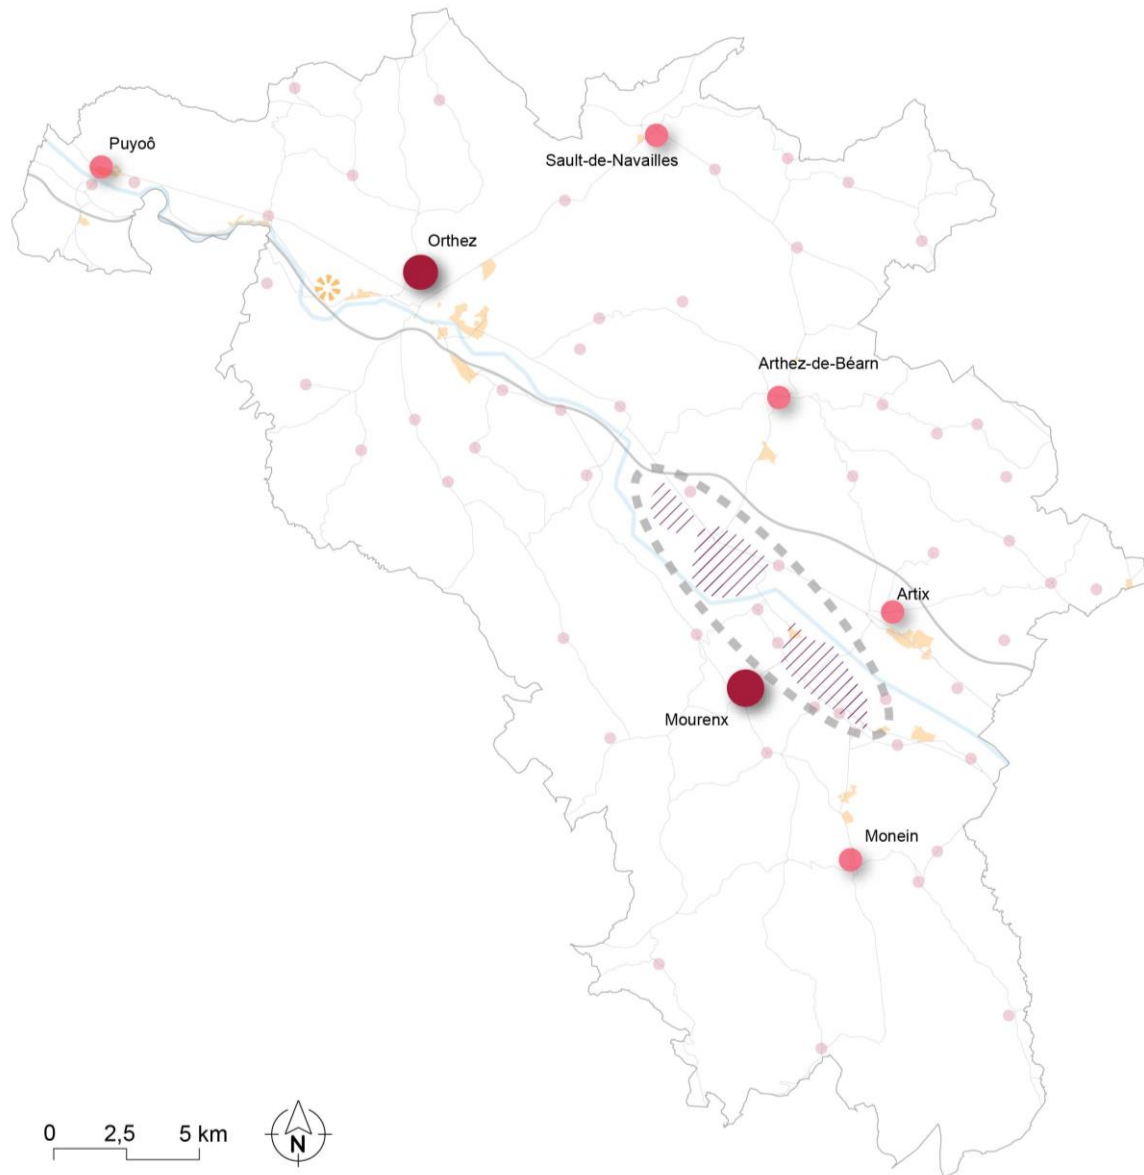 Puyoô
Sault-de-Navailles
Orthez
Arthez-de-Béarn
Artix
Mourenx
Monein
0 2,5 5 km
N